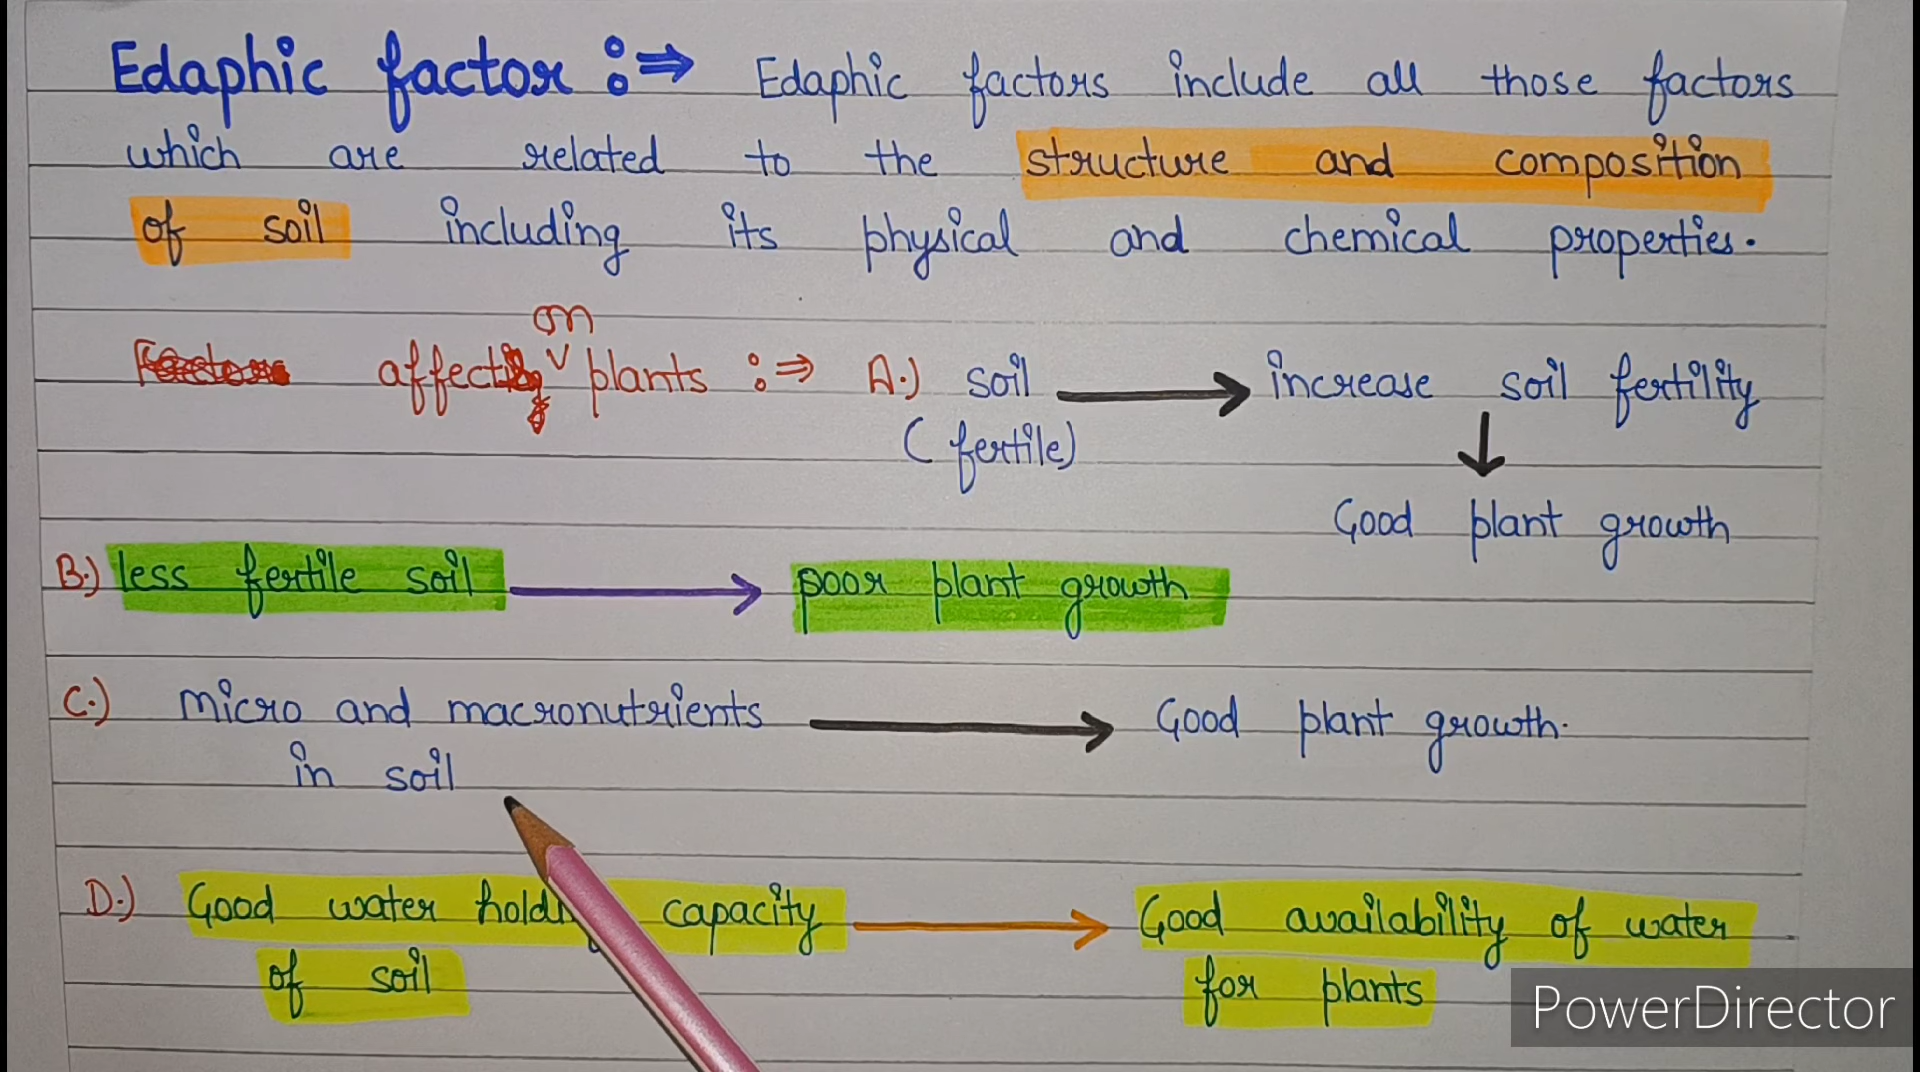 Edaphic factor :⇒ Edaphic factors include all those factors
which are related to the structure and composition
of soil including its physical and chemical properties.
on
affect plants :⇒ A.) soil → increase soil fertility
(fertile) ↓
Good plant growth
B.) less fertile soil → poor plant growth
C.) micro and macronutrients → Good plant growth.
in soil
D.) Good water holding capacity → Good availability of water
of soil for plants
PowerDirector